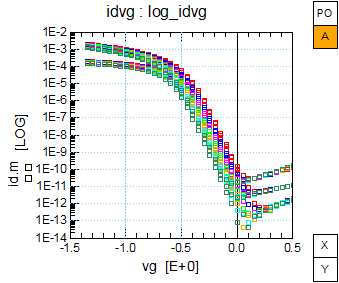 idvg : log_idvg
PO
A
1E-2
1E-3
1E-4
1E-5
1E-6
1E-7
1E-8
1E-9
1E-10
1E-11
1E-12
1E-13
1E-14
id.m [LOG]
-1.5 -1.0 -0.5 0.0 0.5
vg [E+0]
X
Y